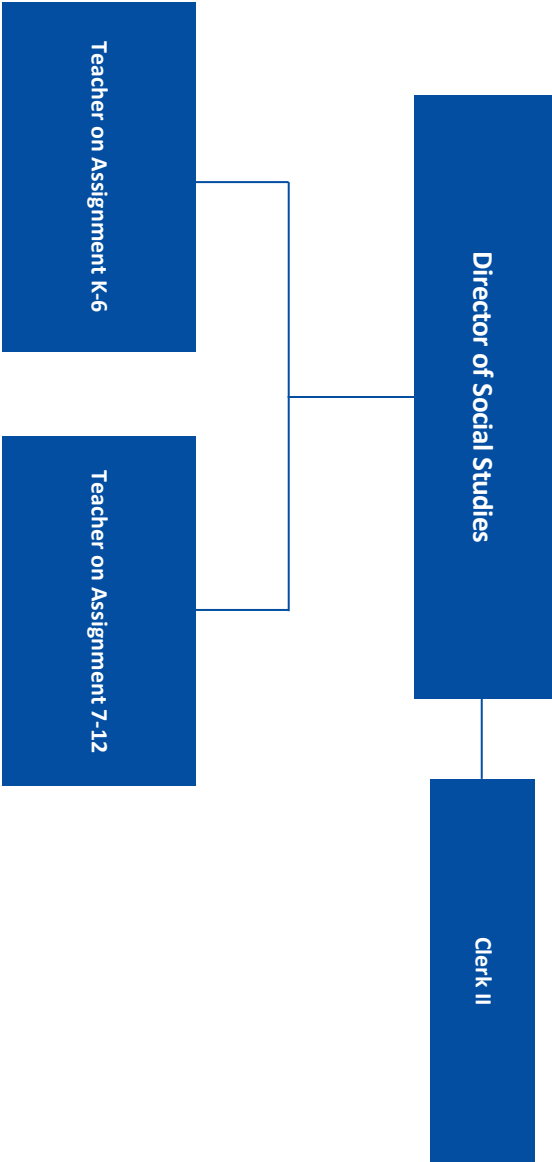 Director of Social Studies
Clerk II
Teacher on Assignment K-6
Teacher on Assignment 7-12